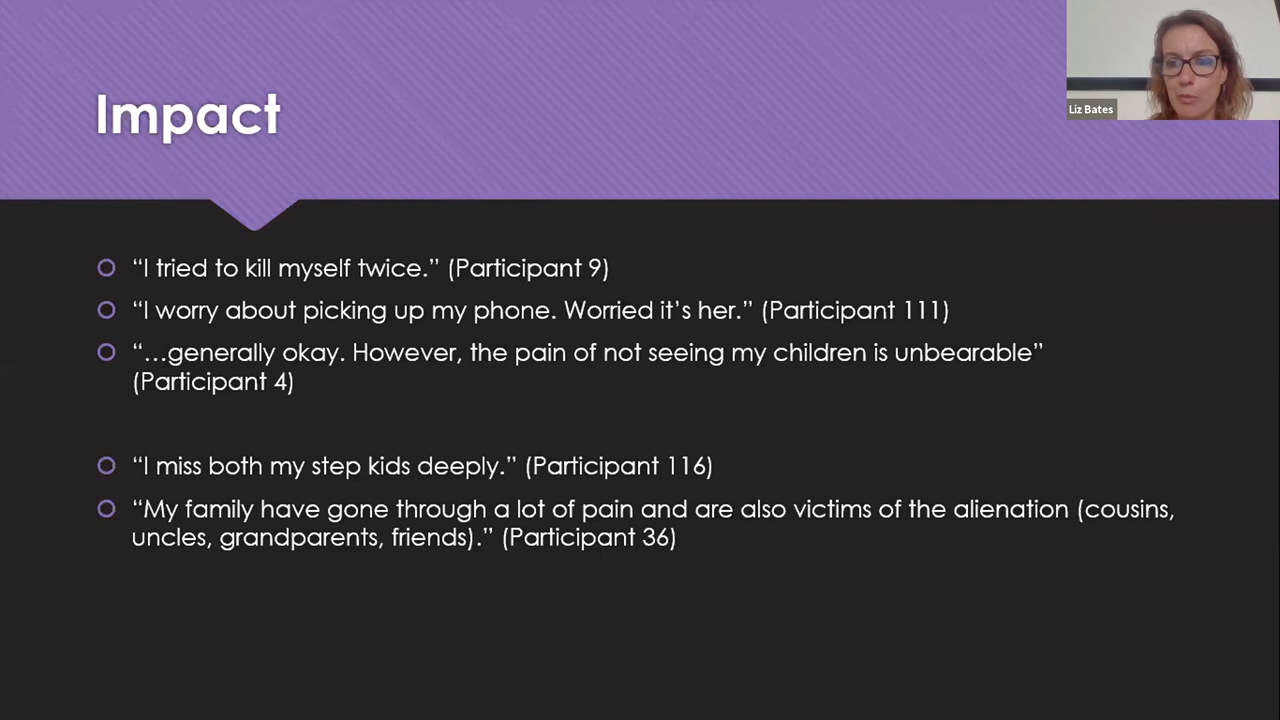 Impact
Liz Bates
“I tried to kill myself twice.” (Participant 9)
“I worry about picking up my phone. Worried it’s her.” (Participant 111)
“…generally okay. However, the pain of not seeing my children is unbearable”
(Participant 4)
“I miss both my step kids deeply.” (Participant 116)
“My family have gone through a lot of pain and are also victims of the alienation (cousins,
uncles, grandparents, friends).” (Participant 36)